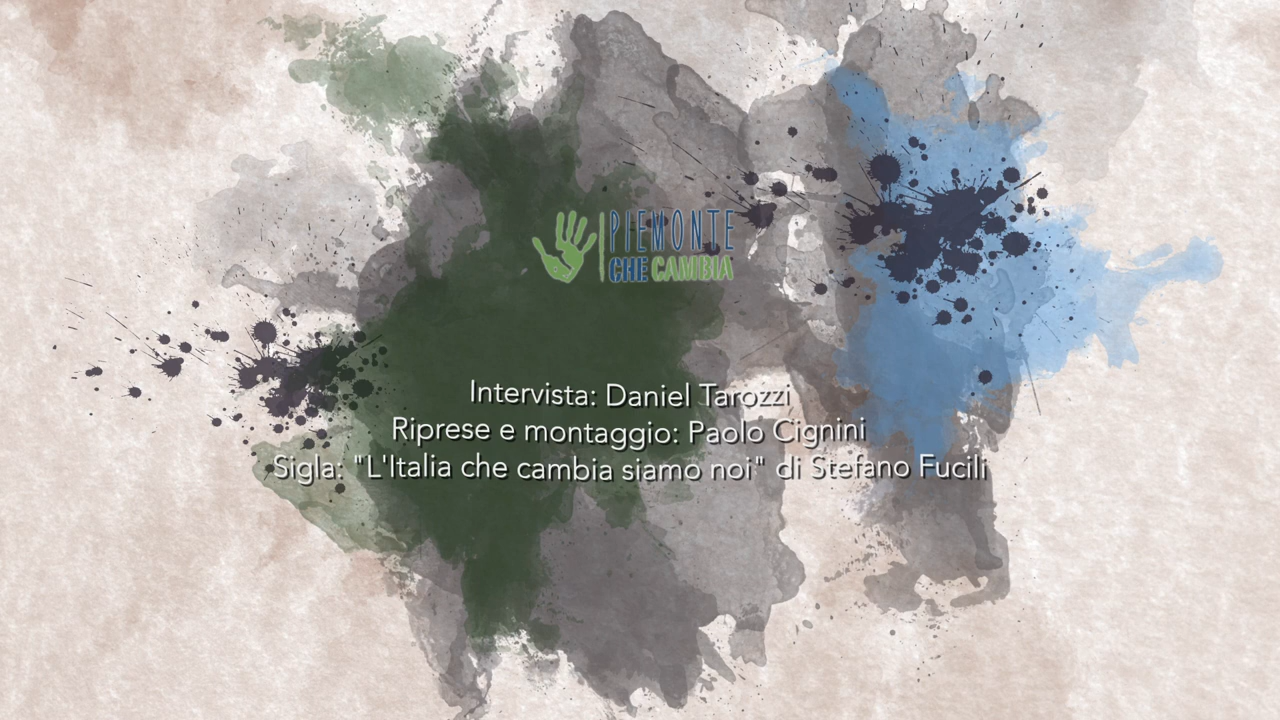 PIEMONTE
CHE CAMBIA
Intervista: Daniel Tarozzi
Riprese e montaggio: Paolo Cignini
Sigla: "L'Italia che cambia siamo noi" di Stefano Fucili